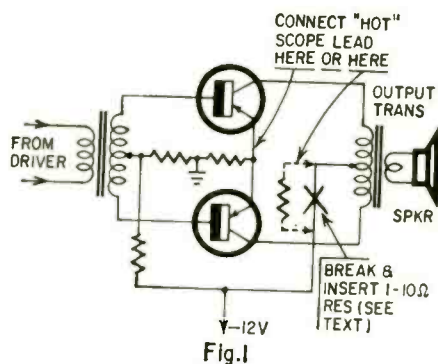 CONNECT "HOT"
SCOPE LEAD
HERE OR HERE
OUTPUT
TRANS
FROM
DRIVER
SPKR
BREAK &
INSERT 1-10Ω
RES (SEE
TEXT)
-12V
Fig.1